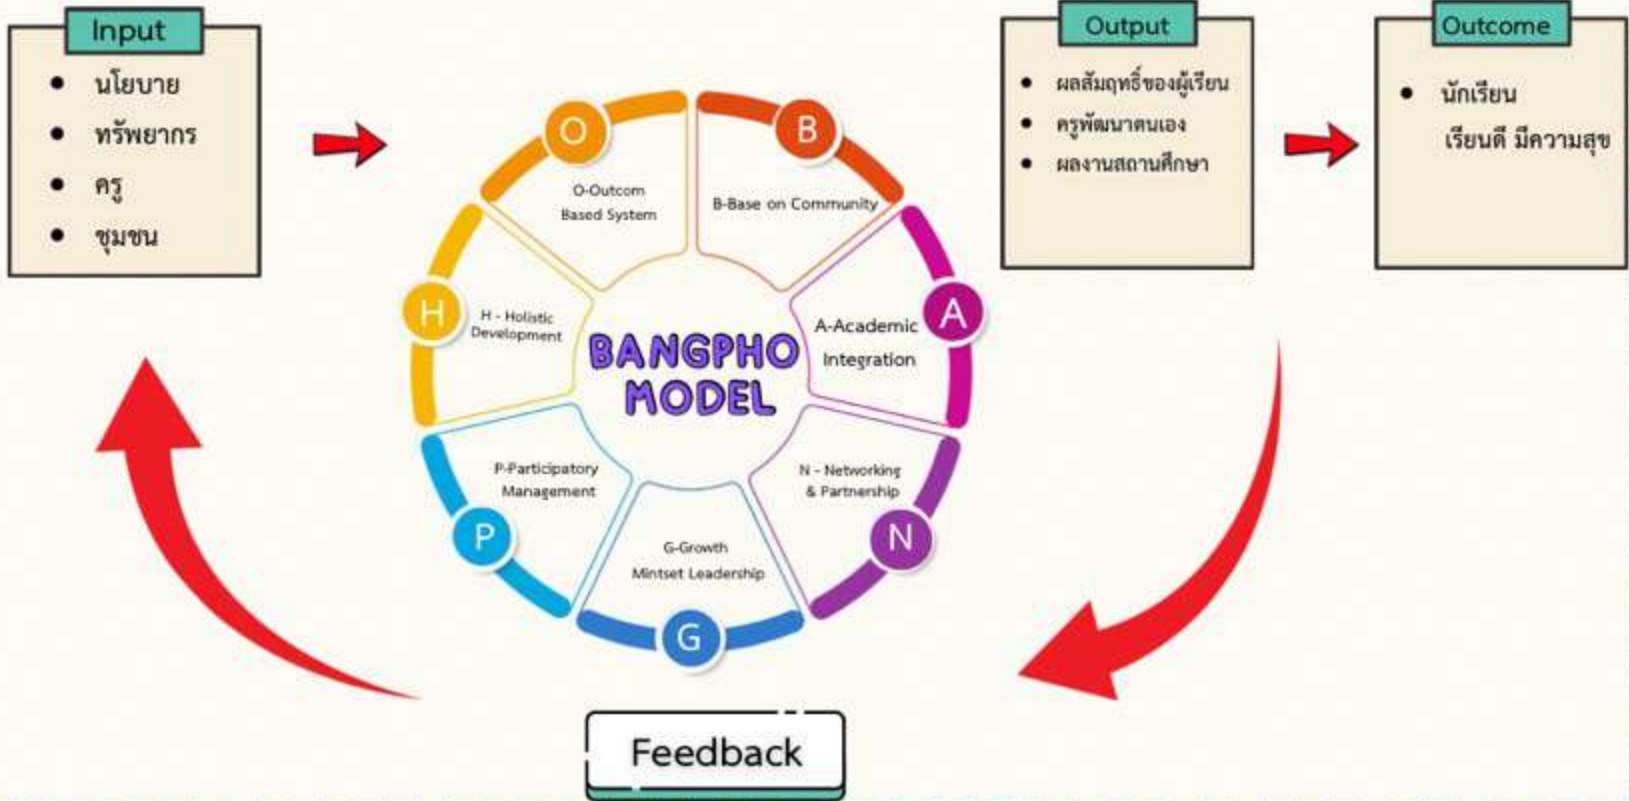 Input
• นโยบาย
• ทรัพยากร
• ครู
• ชุมชน
O
O-Outcom
Based System
B
B-Base on Community
A
A-Academic
Integration
N
N - Networking
& Partnership
G
G-Growth
Mintset Leadership
P
P-Participatory
Management
H
H - Holistic
Development
BANGPHO
MODEL
Output
• ผลสัมฤทธิ์ของผู้เรียน
• ครูพัฒนาตนเอง
• ผลงานสถานศึกษา
Outcome
• นักเรียน
เรียนดี มีความสุข
Feedback